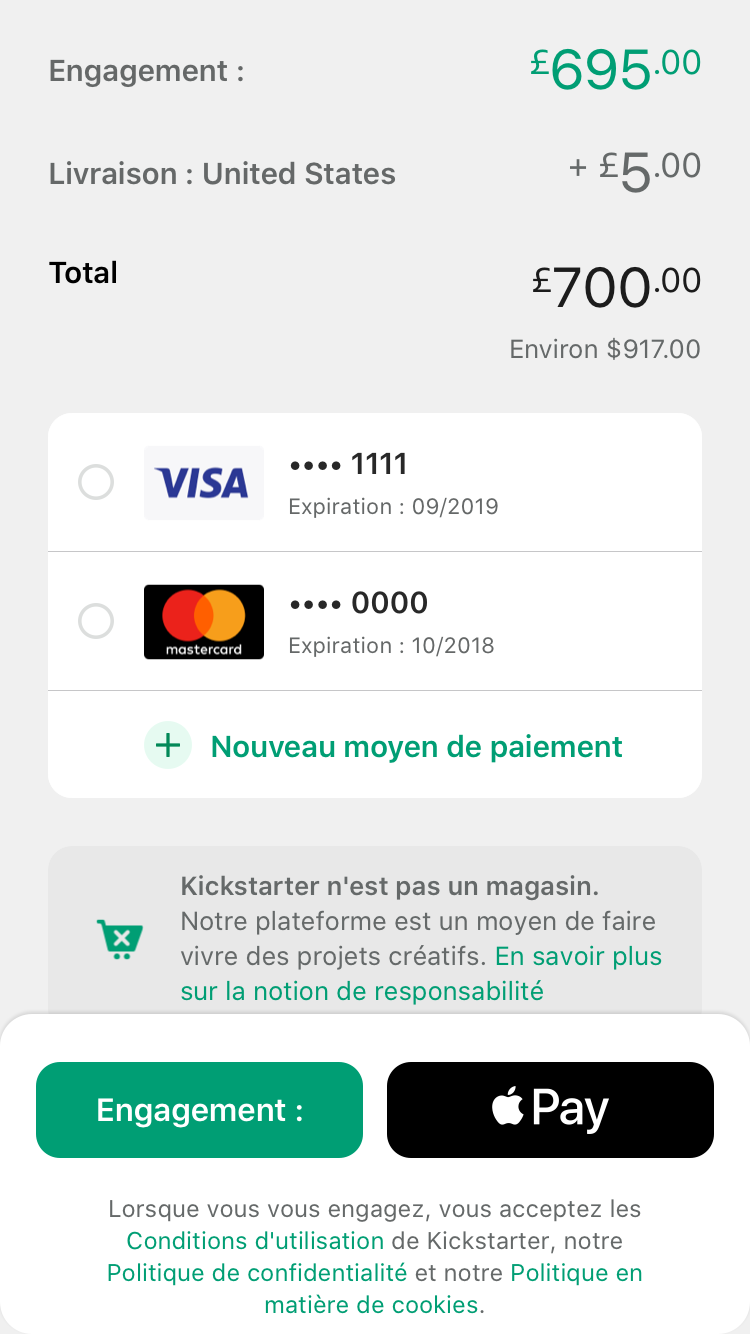 Engagement : £695.00
Livraison : United States + £5.00
Total £700.00
Environ $917.00
VISA •••• 1111
Expiration : 09/2019
mastercard •••• 0000
Expiration : 10/2018
+ Nouveau moyen de paiement
Kickstarter n'est pas un magasin.
Notre plateforme est un moyen de faire
vivre des projets créatifs. En savoir plus
sur la notion de responsabilité
Engagement : Pay
Lorsque vous vous engagez, vous acceptez les
Conditions d'utilisation de Kickstarter, notre
Politique de confidentialité et notre Politique en
matière de cookies.